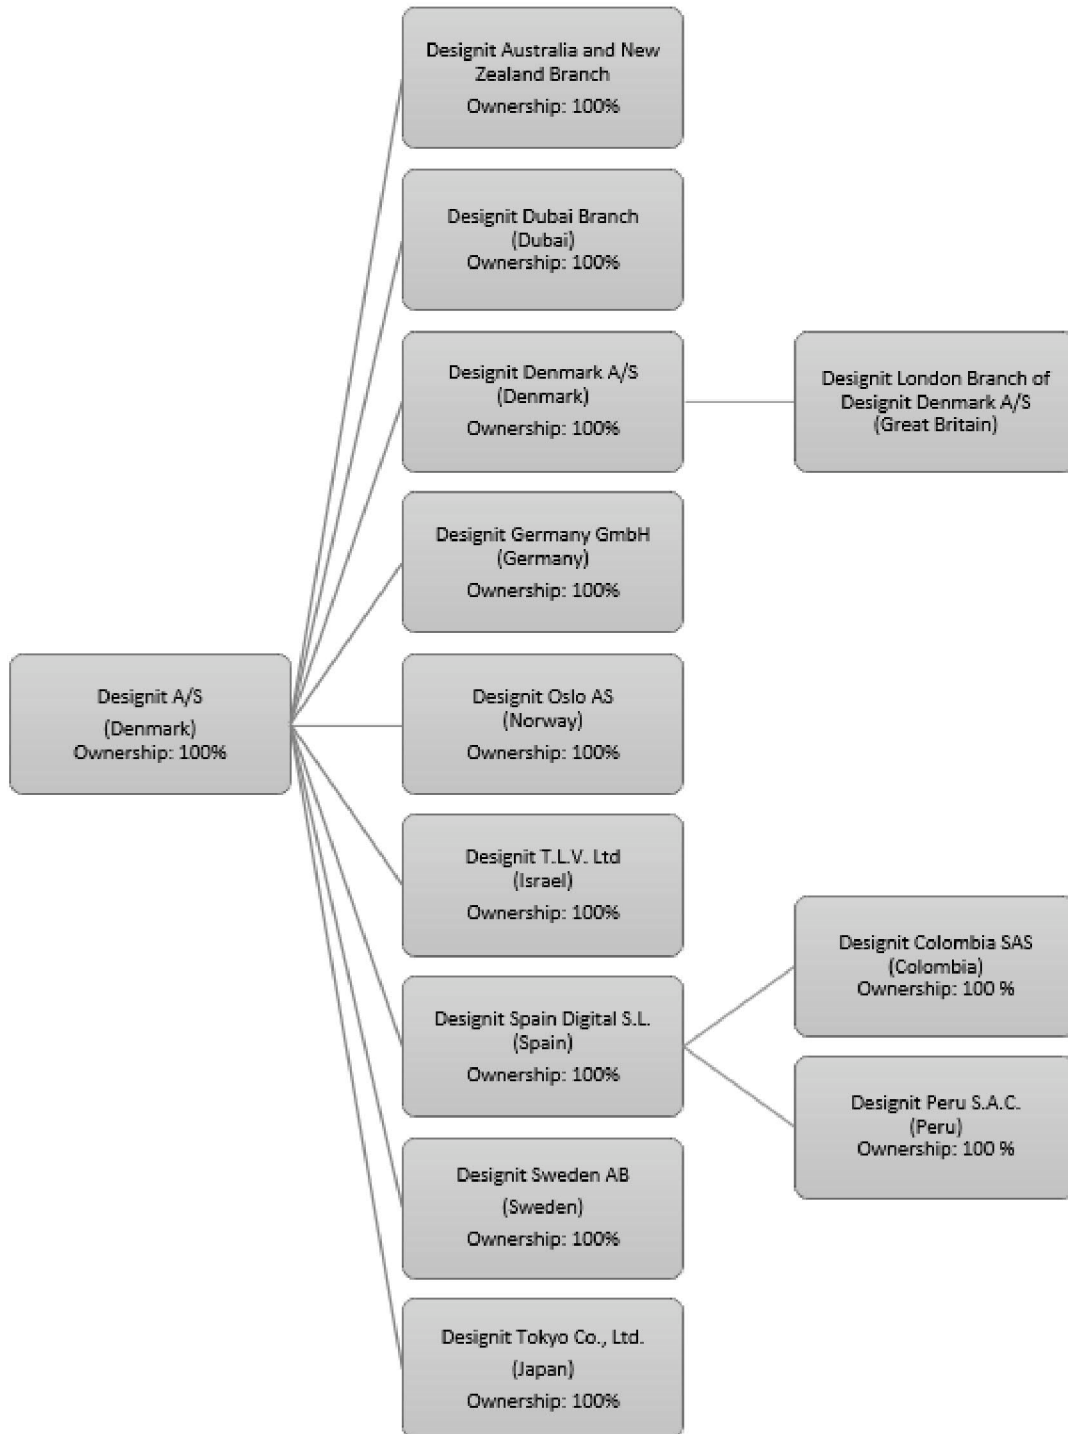 Designit A/S
(Denmark)
Ownership: 100%
Designit Australia and New
Zealand Branch
Ownership: 100%
Designit Dubai Branch
(Dubai)
Ownership: 100%
Designit Denmark A/S
(Denmark)
Ownership: 100%
Designit London Branch of
Designit Denmark A/S
(Great Britain)
Designit Germany GmbH
(Germany)
Ownership: 100%
Designit Oslo AS
(Norway)
Ownership: 100%
Designit T.L.V. Ltd
(Israel)
Ownership: 100%
Designit Spain Digital S.L.
(Spain)
Ownership: 100%
Designit Colombia SAS
(Colombia)
Ownership: 100 %
Designit Peru S.A.C.
(Peru)
Ownership: 100 %
Designit Sweden AB
(Sweden)
Ownership: 100%
Designit Tokyo Co., Ltd.
(Japan)
Ownership: 100%